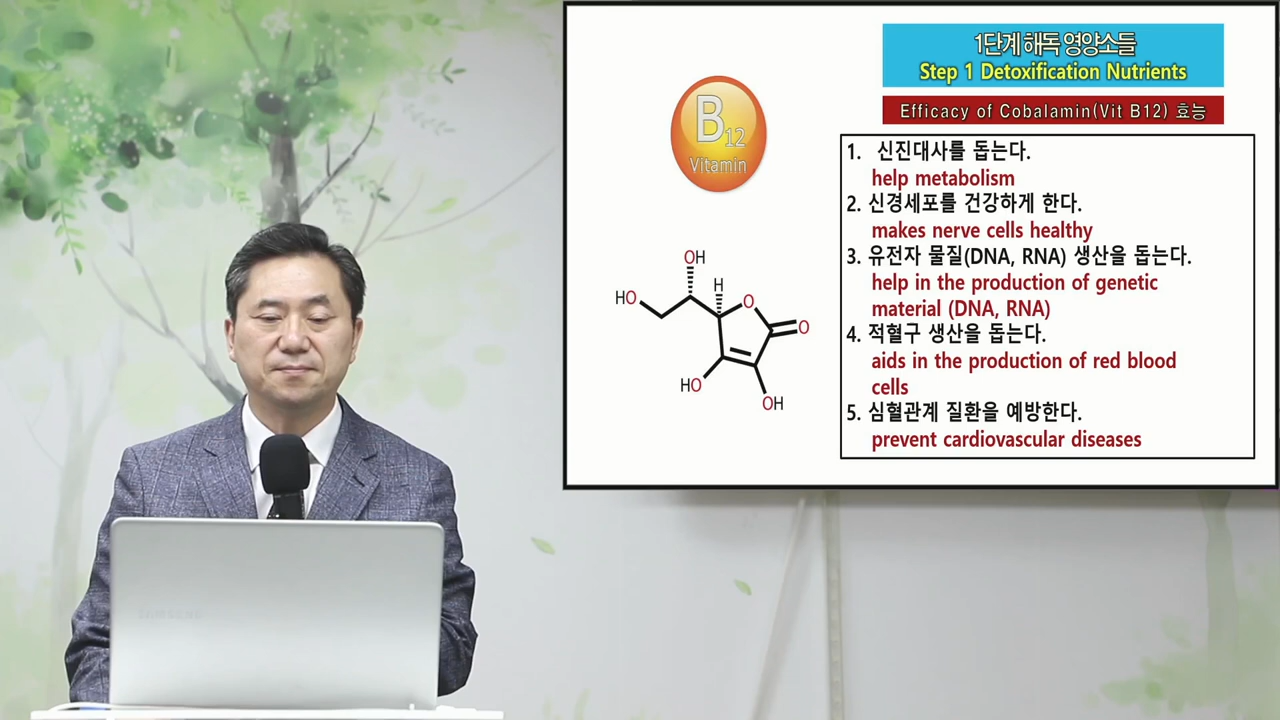 1단계 해독 영양소들
Step 1 Detoxification Nutrients
Efficacy of Cobalamin(Vit B12) 효능
B12
Vitamin
1. 신진대사를 돕는다.
help metabolism
2. 신경세포를 건강하게 한다.
makes nerve cells healthy
3. 유전자 물질(DNA, RNA) 생산을 돕는다.
help in the production of genetic
material (DNA, RNA)
4. 적혈구 생산을 돕는다.
aids in the production of red blood
cells
5. 심혈관계 질환을 예방한다.
prevent cardiovascular diseases
OH
H
HO
O
O
HO
OH